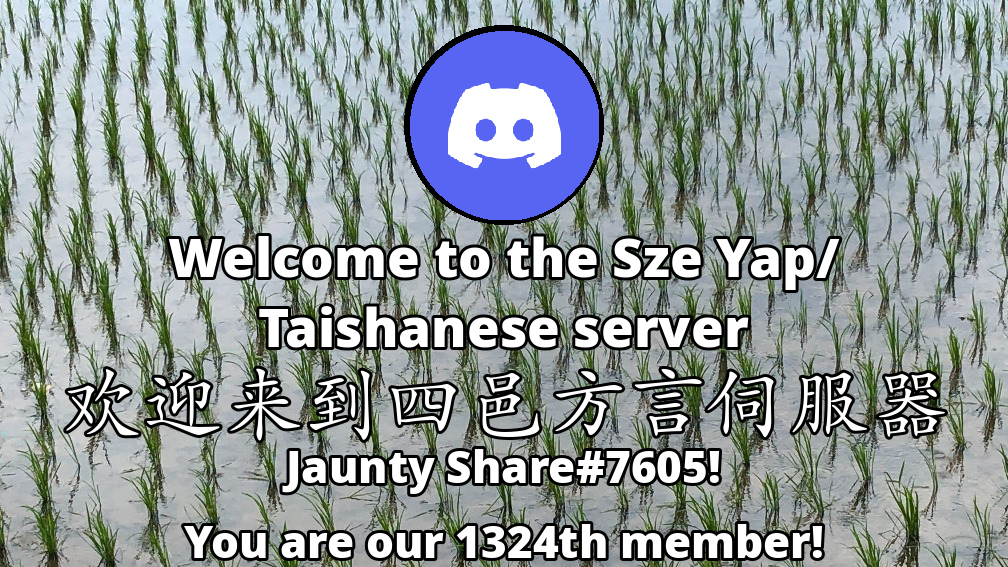 Welcome to the Sze Yap/
Taishanese server
欢迎来到四邑方言伺服器
Jaunty Share#7605!
You are our 1324th member!